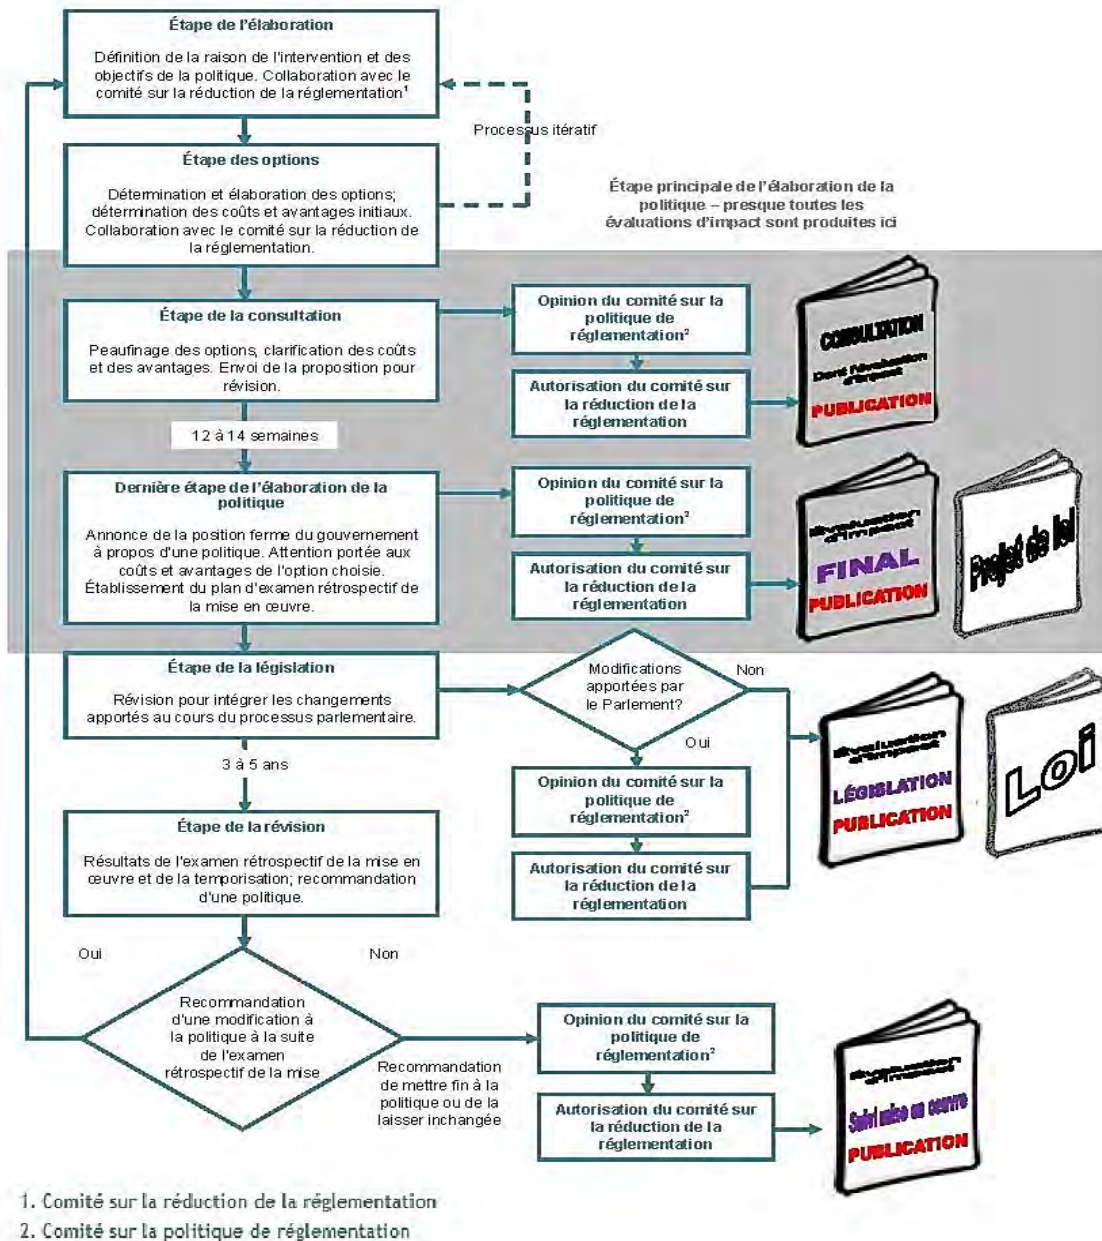 Étape de l'élaboration
Définition de la raison de l'intervention et des
objectifs de la politique. Collaboration avec le
comité sur la réduction de la réglementation¹
Processus itératif
Étape des options
Détermination et élaboration des options;
détermination des coûts et avantages initiaux.
Collaboration avec le comité sur la réduction de
la réglementation.
Étape principale de l'élaboration de la
politique – presque toutes les
évaluations d'impact sont produites ici
Étape de la consultation
Peaufinage des options, clarification des coûts
et des avantages. Envoi de la proposition pour
révision.
Opinion du comité sur la
politique de
réglementation²
Autorisation du comité sur
la réduction de la
réglementation
CONSULTATION
Dont l'évaluation
d'impact
PUBLICATION
12 à 14 semaines
Dernière étape de l'élaboration de la
politique
Annonce de la position ferme du gouvernement
à propos d'une politique. Attention portée aux
coûts et avantages de l'option choisie.
Établissement du plan d'examen rétrospectif de
la mise en œuvre.
Opinion du comité sur la
politique de
réglementation²
Autorisation du comité sur
la réduction de la
réglementation
Évaluation
d'impact
FINAL
PUBLICATION
Projet de loi
Étape de la législation
Révision pour intégrer les changements
apportés au cours du processus parlementaire.
Modifications
apportées par
le Parlement?
Non
Oui
Opinion du comité sur la
politique de
réglementation²
Autorisation du comité sur
la réduction de la
réglementation
Évaluation
d'impact
LÉGISLATION
PUBLICATION
Loi
3 à 5 ans
Étape de la révision
Résultats de l'examen rétrospectif de la mise en
œuvre et de la temporisation; recommandation
d'une politique.
Oui
Non
Recommandation
d'une modification à
la politique à la suite
de l'examen
rétrospectif de la mise
Recommandation
de mettre fin à la
politique ou de la
laisser inchangée
Opinion du comité sur la
politique de
réglementation²
Autorisation du comité sur
la réduction de la
réglementation
Évaluation
d'impact
Suivi mise en oeuvre
PUBLICATION
1. Comité sur la réduction de la réglementation
2. Comité sur la politique de réglementation